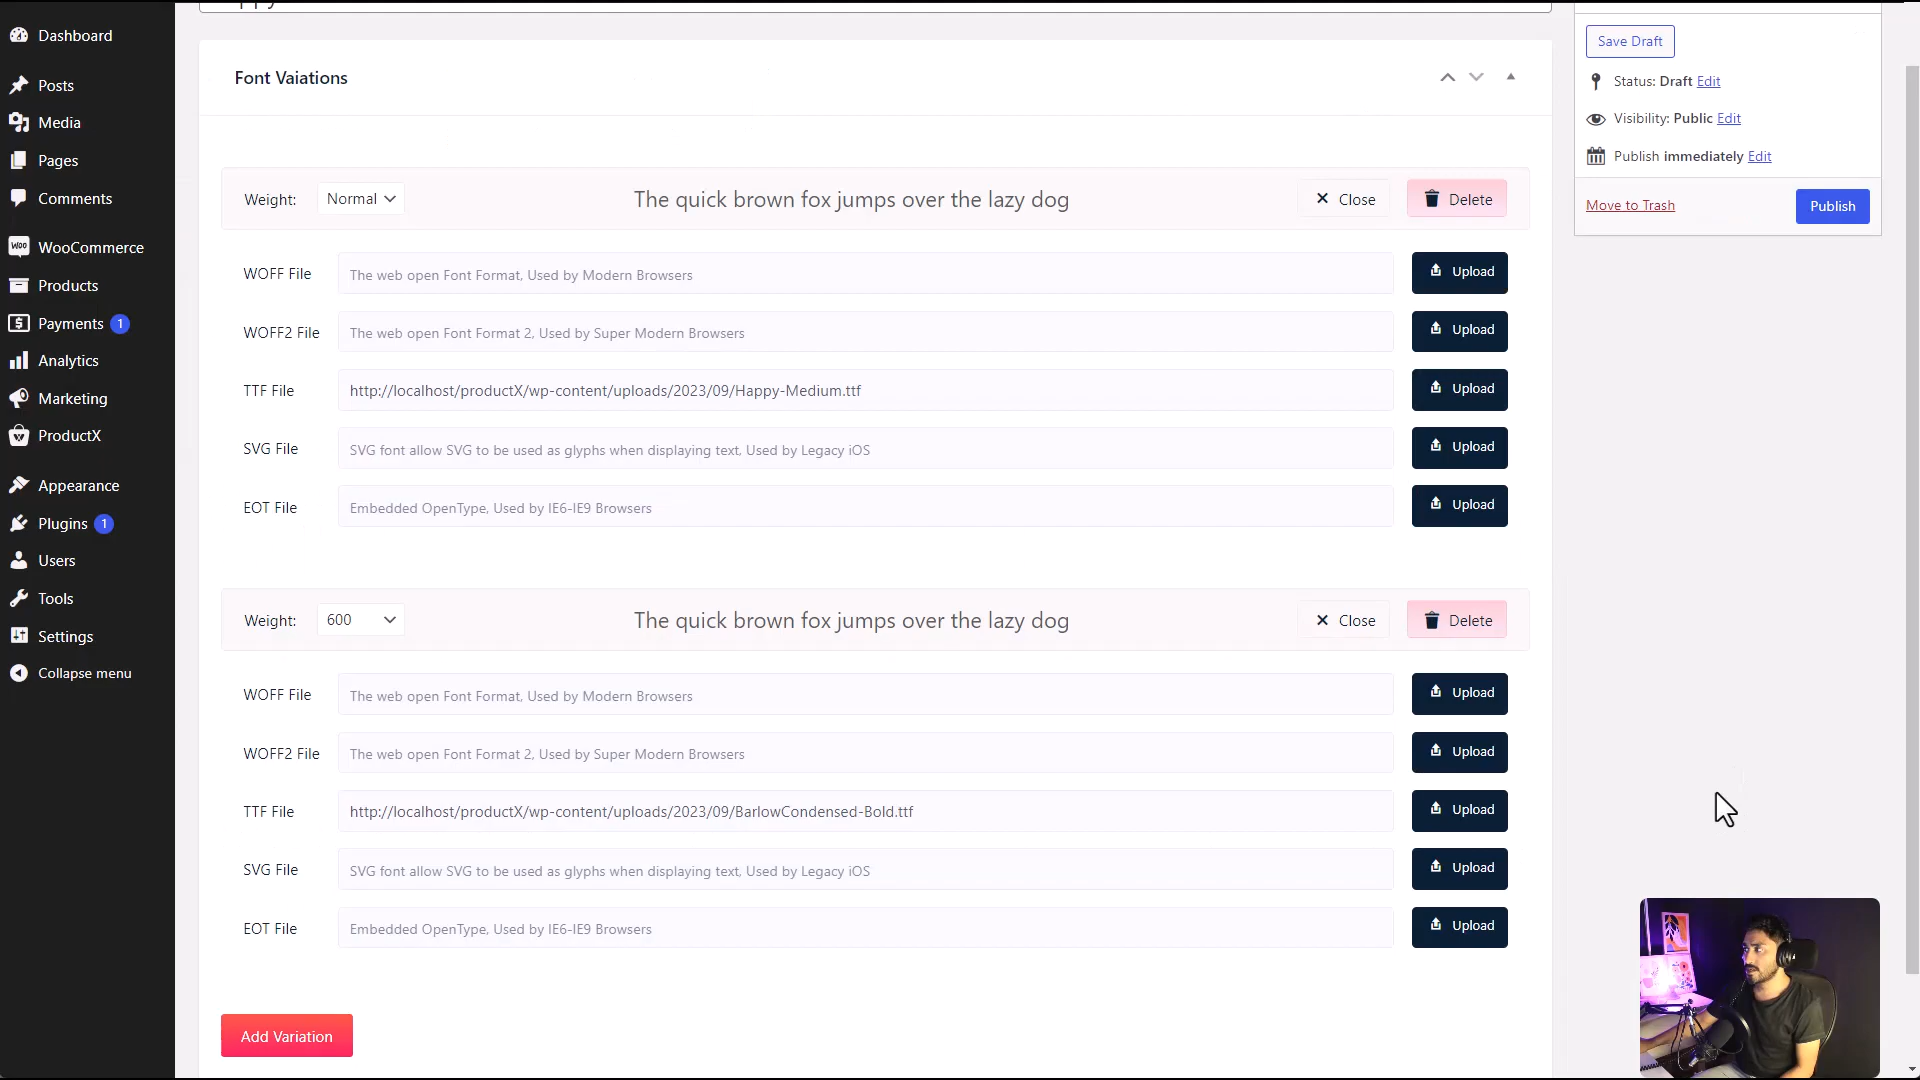 Dashboard
Posts
Media
Pages
Comments
WooCommerce
Products
Payments 1
Analytics
Marketing
ProductX
Appearance
Plugins 1
Users
Tools
Settings
Collapse menu
Font Vaiations
Weight: Normal The quick brown fox jumps over the lazy dog Close Delete
WOFF File The web open Font Format, Used by Modern Browsers Upload
WOFF2 File The web open Font Format 2, Used by Super Modern Browsers Upload
TTF File http://localhost/productX/wp-content/uploads/2023/09/Happy-Medium.ttf Upload
SVG File SVG font allow SVG to be used as glyphs when displaying text, Used by Legacy iOS Upload
EOT File Embedded OpenType, Used by IE6-IE9 Browsers Upload
Weight: 600 The quick brown fox jumps over the lazy dog Close Delete
WOFF File The web open Font Format, Used by Modern Browsers Upload
WOFF2 File The web open Font Format 2, Used by Super Modern Browsers Upload
TTF File http://localhost/productX/wp-content/uploads/2023/09/BarlowCondensed-Bold.ttf Upload
SVG File SVG font allow SVG to be used as glyphs when displaying text, Used by Legacy iOS Upload
EOT File Embedded OpenType, Used by IE6-IE9 Browsers Upload
Add Variation
Save Draft
Status: Draft Edit
Visibility: Public Edit
Publish immediately Edit
Move to Trash Publish